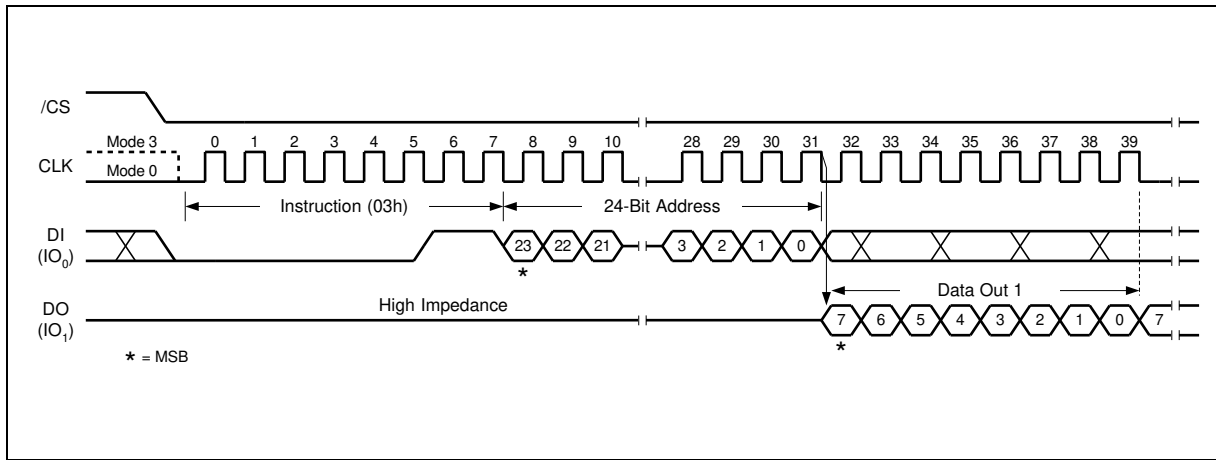 /CS
Mode 3
0 1 2 3 4 5 6 7 8 9 10 28 29 30 31 32 33 34 35 36 37 38 39
CLK
Mode 0
Instruction (03h) 24-Bit Address
DI
(IO0)
23 22 21 3 2 1 0
*
High Impedance Data Out 1
DO
(IO1)
7 6 5 4 3 2 1 0 7
*
* = MSB